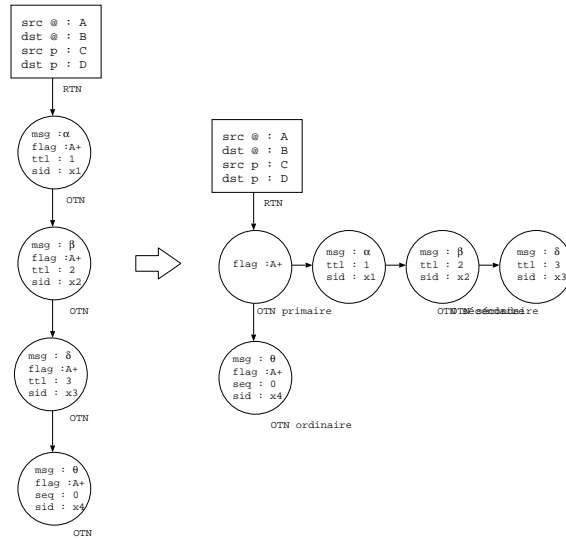 src @ : A
dst @ : B
src p : C
dst p : D
RTN
msg :α
flag :A+
ttl : 1
sid : x1
OTN
msg : β
flag :A+
ttl : 2
sid : x2
OTN
msg : δ
flag :A+
ttl : 3
sid : x3
OTN
msg : θ
flag :A+
seq : 0
sid : x4
OTN
src @ : A
dst @ : B
src p : C
dst p : D
RTN
flag :A+
OTN primaire
msg : α
ttl : 1
sid : x1
msg : β
ttl : 2
sid : x2
msg : δ
ttl : 3
sid : x3
OTN secondaire
msg : θ
flag :A+
seq : 0
sid : x4
OTN ordinaire